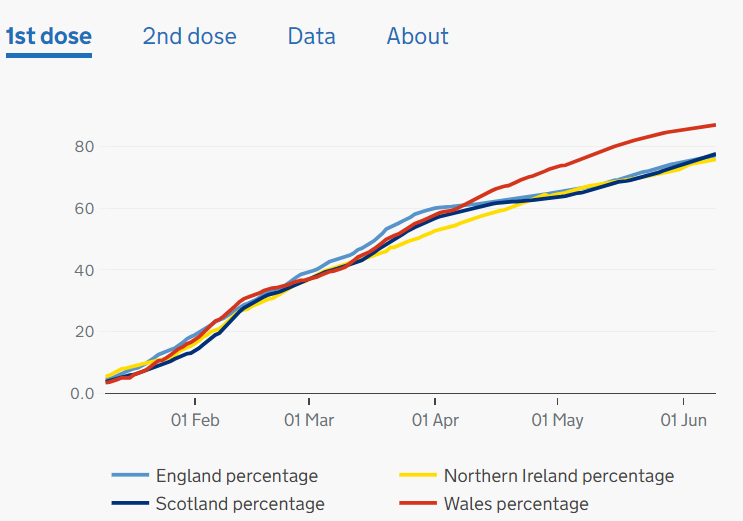 1st dose 2nd dose Data About
80
60
40
20
0.0
01 Feb 01 Mar 01 Apr 01 May 01 Jun
England percentage Northern Ireland percentage
Scotland percentage Wales percentage